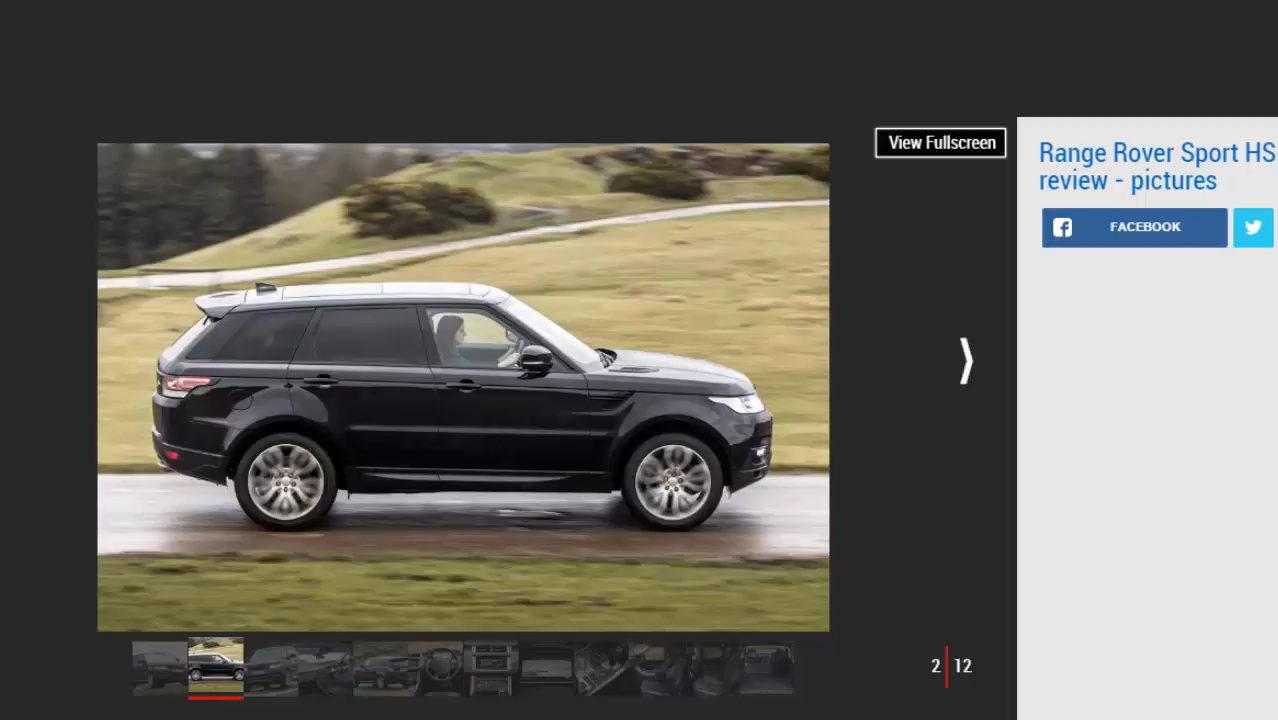 View Fullscreen
Range Rover Sport HS
review - pictures
FACEBOOK
2 12